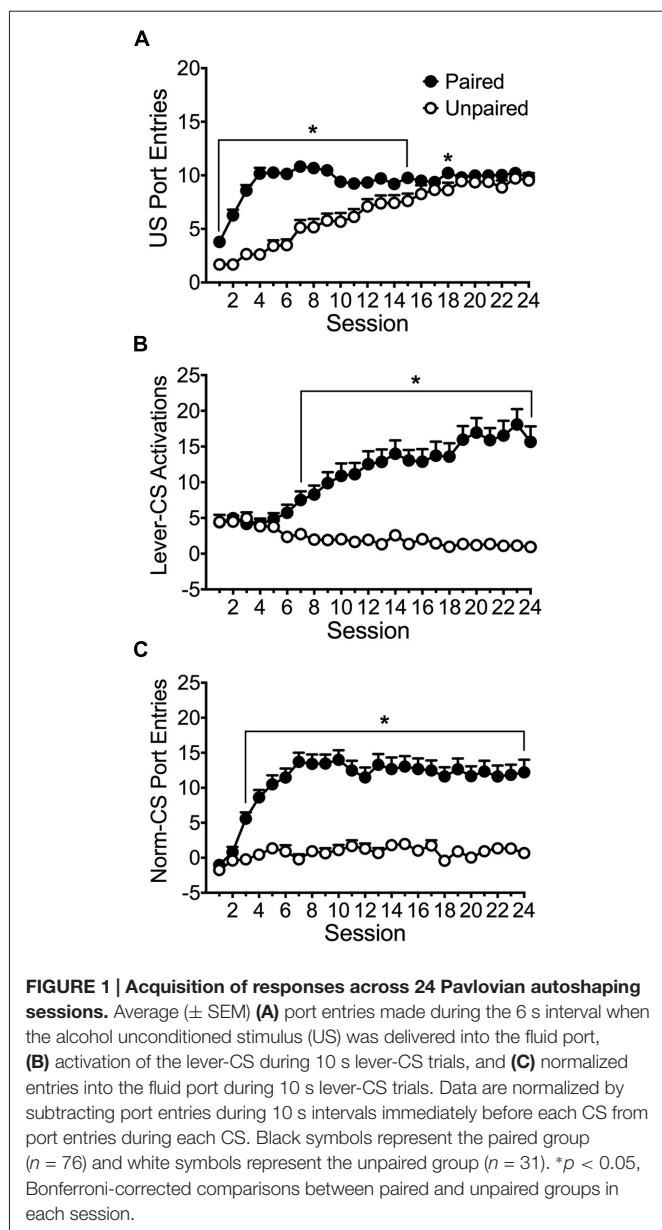 A
20
15
10
5
0
US Port Entries
* *
Paired
Unpaired
2 4 6 8 10 12 14 16 18 20 22 24
Session
B
25
20
15
10
5
0
-5
Lever-CS Activations
*
2 4 6 8 10 12 14 16 18 20 22 24
Session
C
25
20
15
10
5
0
-5
Norm-CS Port Entries
*
2 4 6 8 10 12 14 16 18 20 22 24
Session
FIGURE 1 | Acquisition of responses across 24 Pavlovian autoshaping
sessions. Average (± SEM) (A) port entries made during the 6 s interval when
the alcohol unconditioned stimulus (US) was delivered into the fluid port,
(B) activation of the lever-CS during 10 s lever-CS trials, and (C) normalized
entries into the fluid port during 10 s lever-CS trials. Data are normalized by
subtracting port entries during 10 s intervals immediately before each CS from
port entries during each CS. Black symbols represent the paired group
(n = 76) and white symbols represent the unpaired group (n = 31). *p < 0.05,
Bonferroni-corrected comparisons between paired and unpaired groups in
each session.